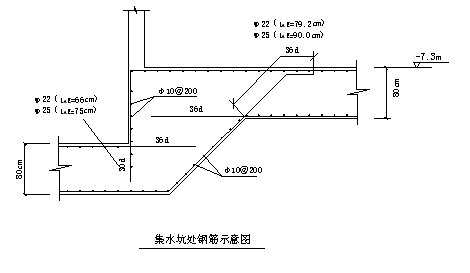 φ22 ( LaE=79.2cm)
φ25 ( LaE=90.0cm)
36d
-7.3m
φ22 ( LaE=66cm)
φ25 ( LaE=75cm)
φ10@200
36d
80cm
36d
30d
φ10@200
80cm
集水坑处钢筋示意图